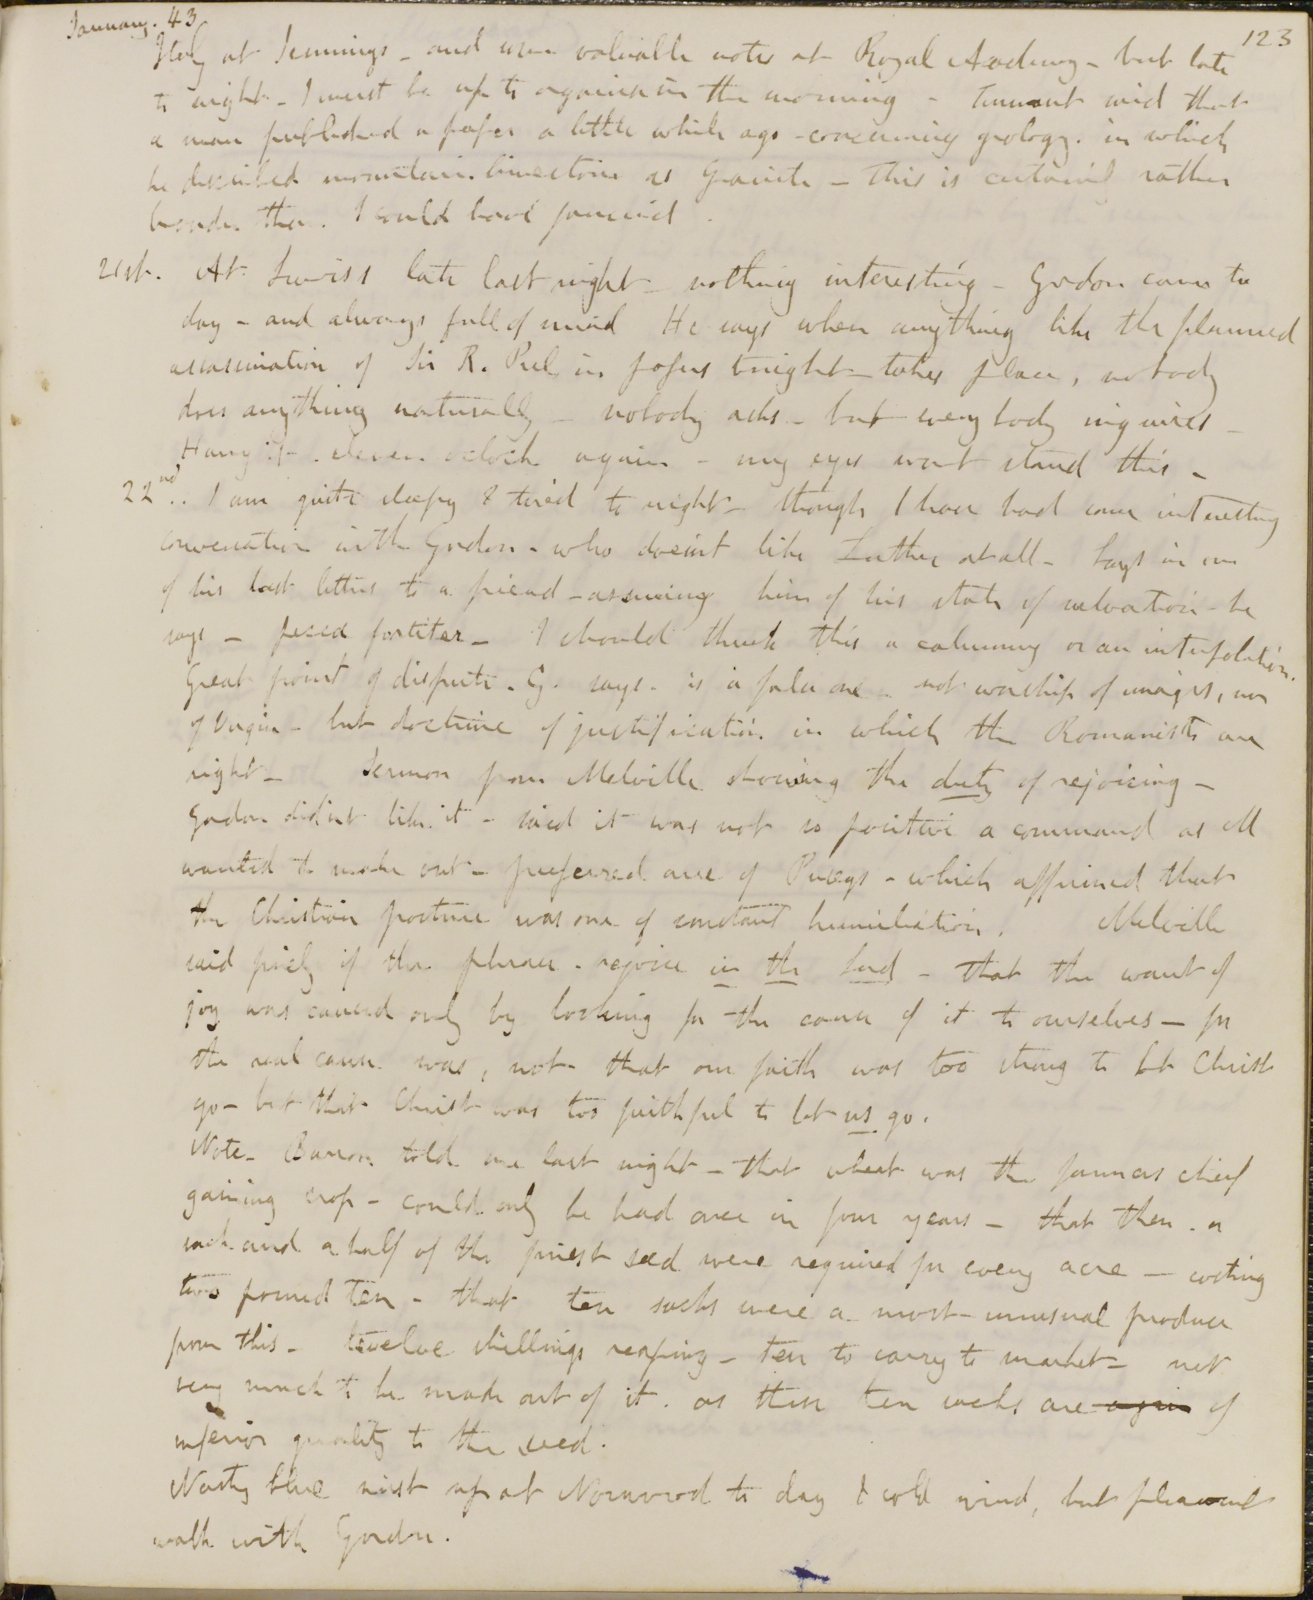 January. 43
123
Italy at Jennings - and some valuable notes at Royal Academy - but late
to night - I must be up to organise in the morning - Tennant said that
a man published a paper a little while ago - concerning geology. in which
he described mountain limestone as Granite - This is certainly rather
broader than I could have fancied.
21st. At Lewis's late last night - nothing interesting - Gordon came to
day - and always full of mind He says when anything like the planned
assassination of Sir R. Peel in papers tonight - takes place, nobody
does anything naturally - nobody acts - but everybody inquires -
Hang it - eleven oclock again - my eyes wont stand this -
22nd.. I am quite sleepy & tired to night - though I have had some interesting
conversation with Gordon - who doesn't like Luther at all - Says in one
of his last letters to a friend - assuring him of his state of salvation - he
says - pecca fortiter - I should think this a calumny or an interpolation.
Great point of dispute. G. says - is a false one - not worship of images, nor
of Virgin - but doctrine of justification in which the Romanists are
right - Sermon from Melville showing the duty of rejoicing -
Gordon didn't like it - said it was not so positive a command as M
wanted to make out - preferred one of Puseys - which affirmed that
the Christian posture was one of constant humiliation. Melville
said finely of the phrase - rejoice in the Lord - that the want of
joy was caused only by looking for the cause of it to ourselves - for
the real cause was, not - that our faith was too strong to let Christ
go - but that Christ was too faithful to let us go.
Note - told me last night - that wheat was the farmers chief
gaining crop - could only be had once in four years - that then - a
sack and a half of the finest seed were required for every acre - costing
two pound ten - that ten sacks were a most unusual produce
from this - twelve shillings reaping - ten to carry to market - not
very much to be made out of it. as these ten sacks are again of
inferior quality to the seed.
Nasty blue mist up at Norwood to day & cold wind, but pleasant
walk with Gordon.